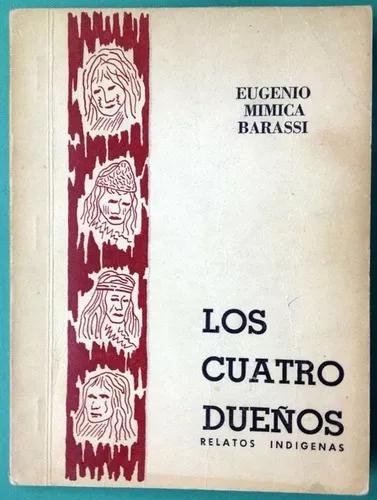 EUGENIO
MIMICA
BARASSI
LOS
CUATRO
DUEÑOS
RELATOS INDIGENAS